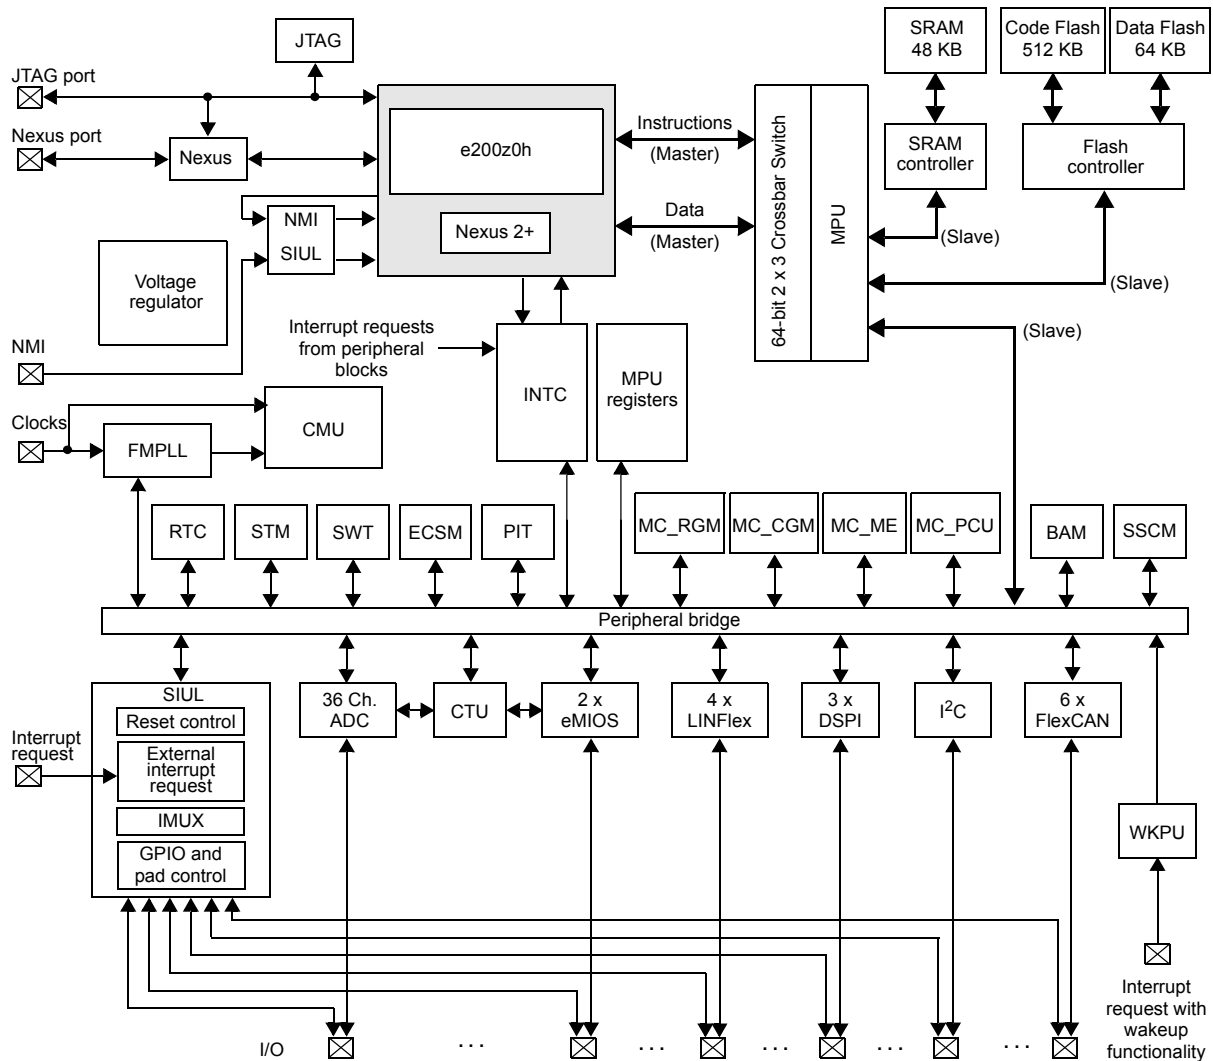 JTAG
SRAM
48 KB
Code Flash
512 KB
Data Flash
64 KB
JTAG port
Nexus port
Nexus
e200z0h
Nexus 2+
Instructions
(Master)
Data
(Master)
64-bit 2 x 3 Crossbar Switch
MPU
SRAM
controller
Flash
controller
(Slave)
(Slave)
(Slave)
NMI
SIUL
Voltage
regulator
NMI
Interrupt requests
from peripheral
blocks
INTC
MPU
registers
Clocks
FMPLL
CMU
RTC
STM
SWT
ECSM
PIT
MC_RGM
MC_CGM
MC_ME
MC_PCU
BAM
SSCM
Peripheral bridge
SIUL
Reset control
External
interrupt
request
IMUX
GPIO and
pad control
Interrupt
request
36 Ch.
ADC
CTU
2 x
eMIOS
4 x
LINFlex
3 x
DSPI
I²C
6 x
FlexCAN
WKPU
I/O
. . .
. . .
. . .
. . .
. . .
Interrupt
request with
wakeup
functionality